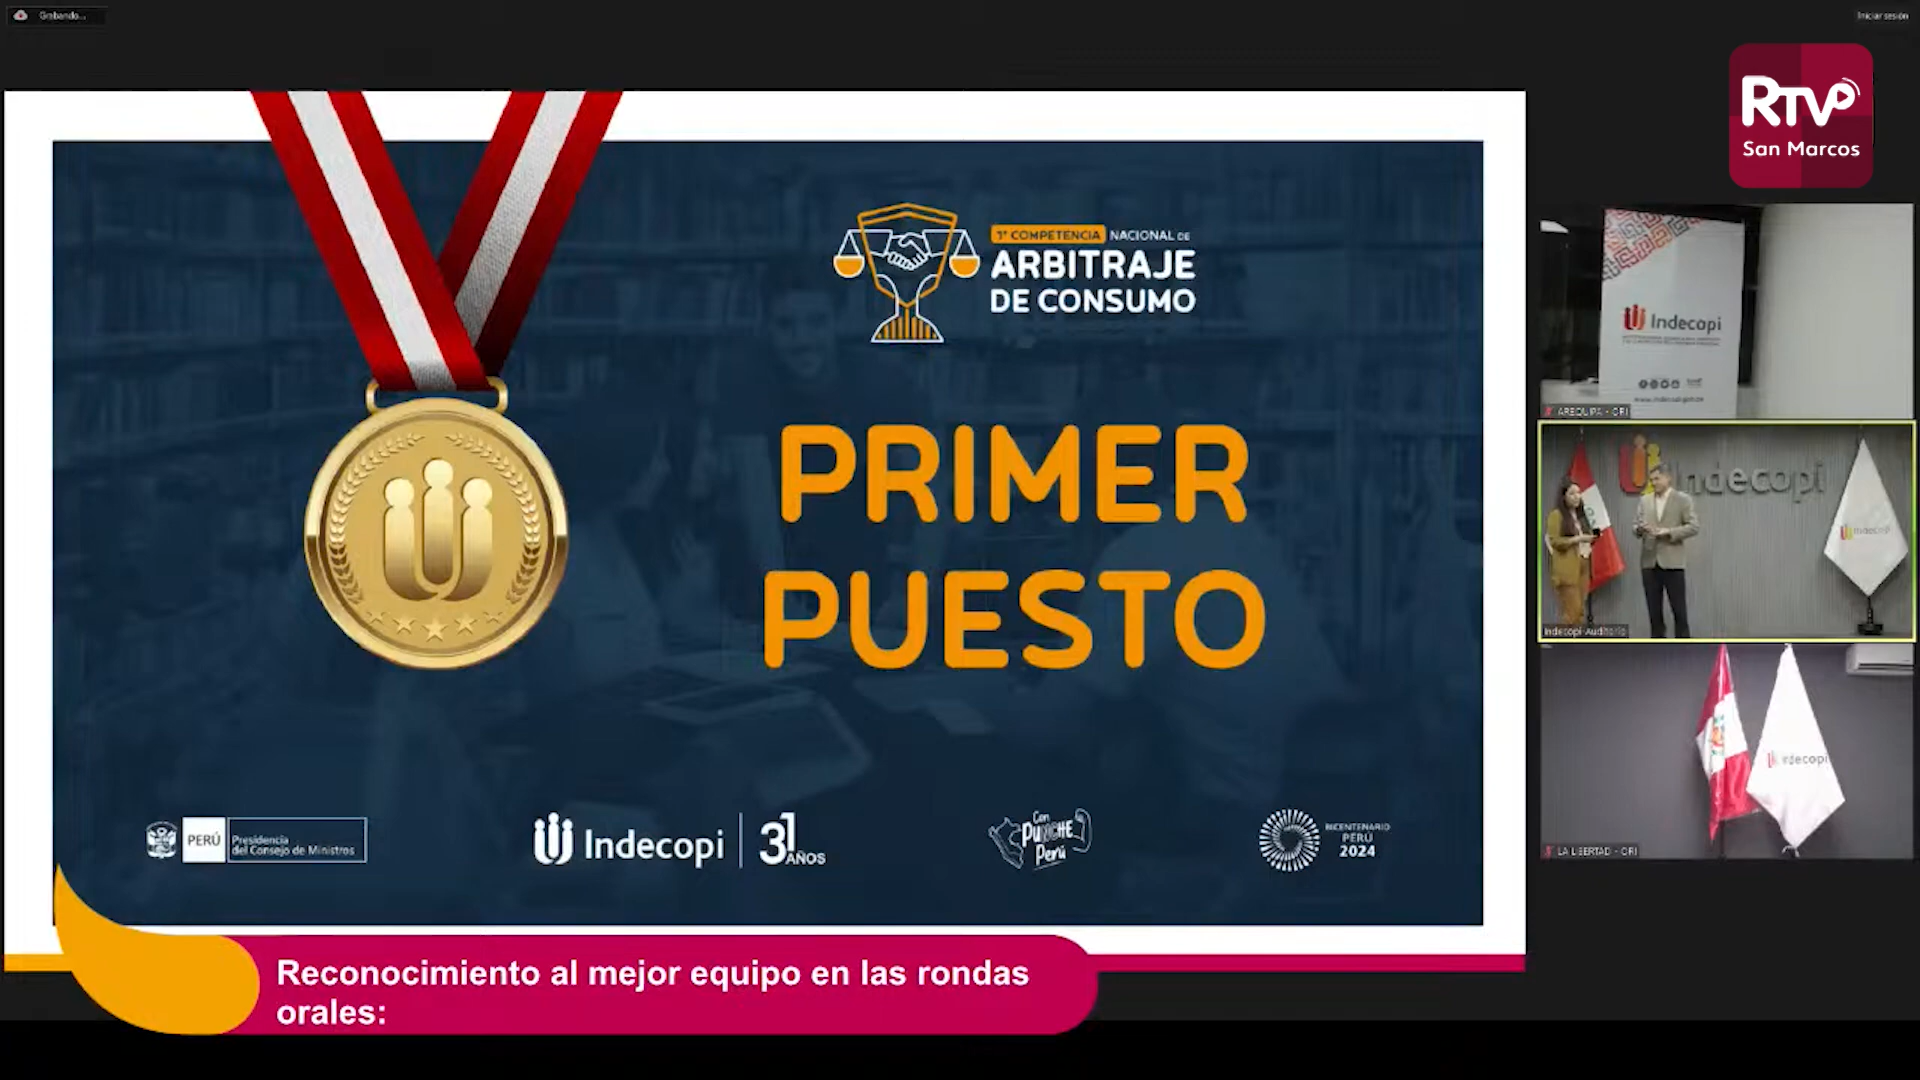 Grabando...
Iniciar sesión
RTV
San Marcos
1ª COMPETENCIA NACIONAL DE
ARBITRAJE
DE CONSUMO
PRIMER
PUESTO
PERÚ
Presidencia
del Consejo de Ministros
Indecopi
31 AÑOS
Con
PUNCHE
Perú
BICENTENARIO
PERÚ
2024
Indecopi
AREQUIPA - ORI
Indecopi
Indecopi
Indecopi-Auditorio
Indecopi
LA LIBERTAD - ORI
Reconocimiento al mejor equipo en las rondas
orales: